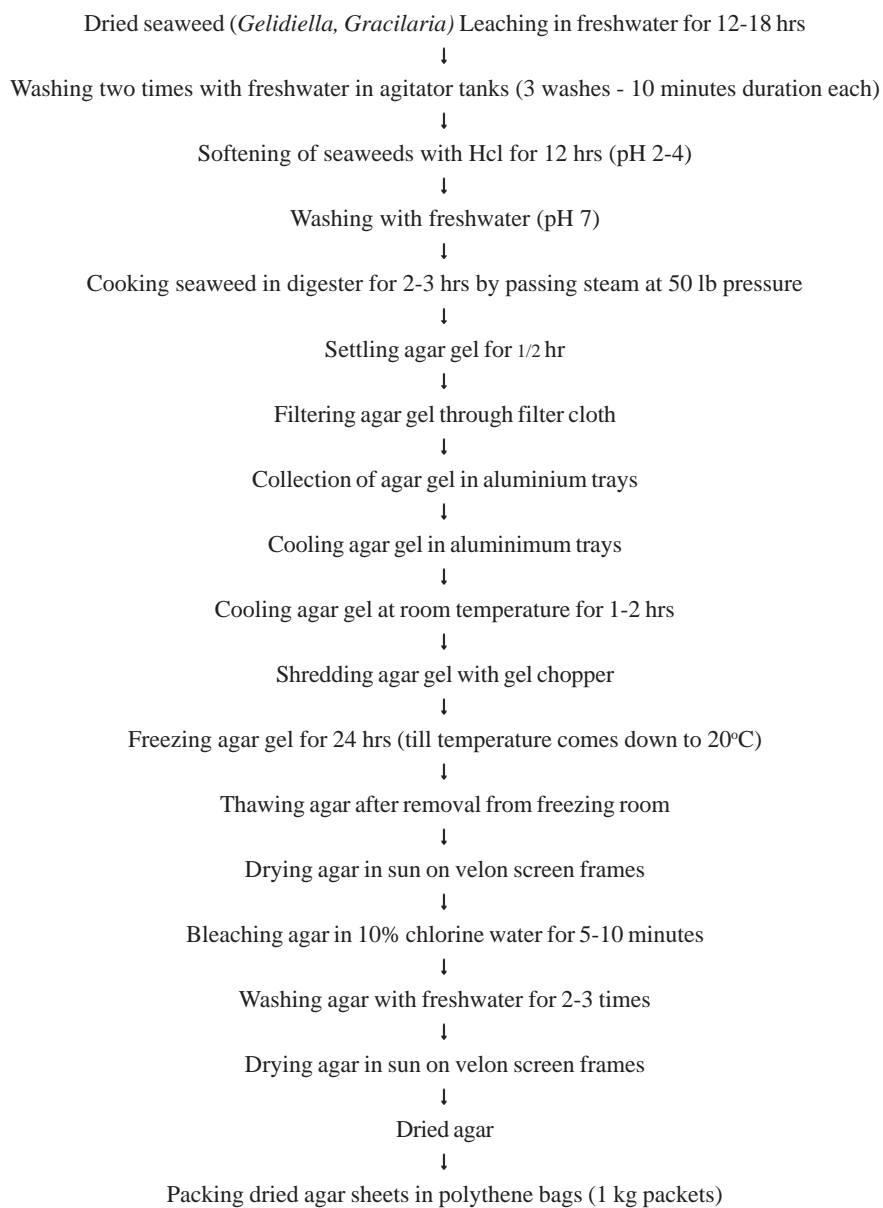 Dried seaweed (Gelidiella, Gracilaria) Leaching in freshwater for 12-18 hrs
↓
Washing two times with freshwater in agitator tanks (3 washes - 10 minutes duration each)
↓
Softening of seaweeds with Hcl for 12 hrs (pH 2-4)
↓
Washing with freshwater (pH 7)
↓
Cooking seaweed in digester for 2-3 hrs by passing steam at 50 lb pressure
↓
Settling agar gel for 1/2 hr
↓
Filtering agar gel through filter cloth
↓
Collection of agar gel in aluminium trays
↓
Cooling agar gel in aluminimum trays
↓
Cooling agar gel at room temperature for 1-2 hrs
↓
Shredding agar gel with gel chopper
↓
Freezing agar gel for 24 hrs (till temperature comes down to 20°C)
↓
Thawing agar after removal from freezing room
↓
Drying agar in sun on velon screen frames
↓
Bleaching agar in 10% chlorine water for 5-10 minutes
↓
Washing agar with freshwater for 2-3 times
↓
Drying agar in sun on velon screen frames
↓
Dried agar
↓
Packing dried agar sheets in polythene bags (1 kg packets)